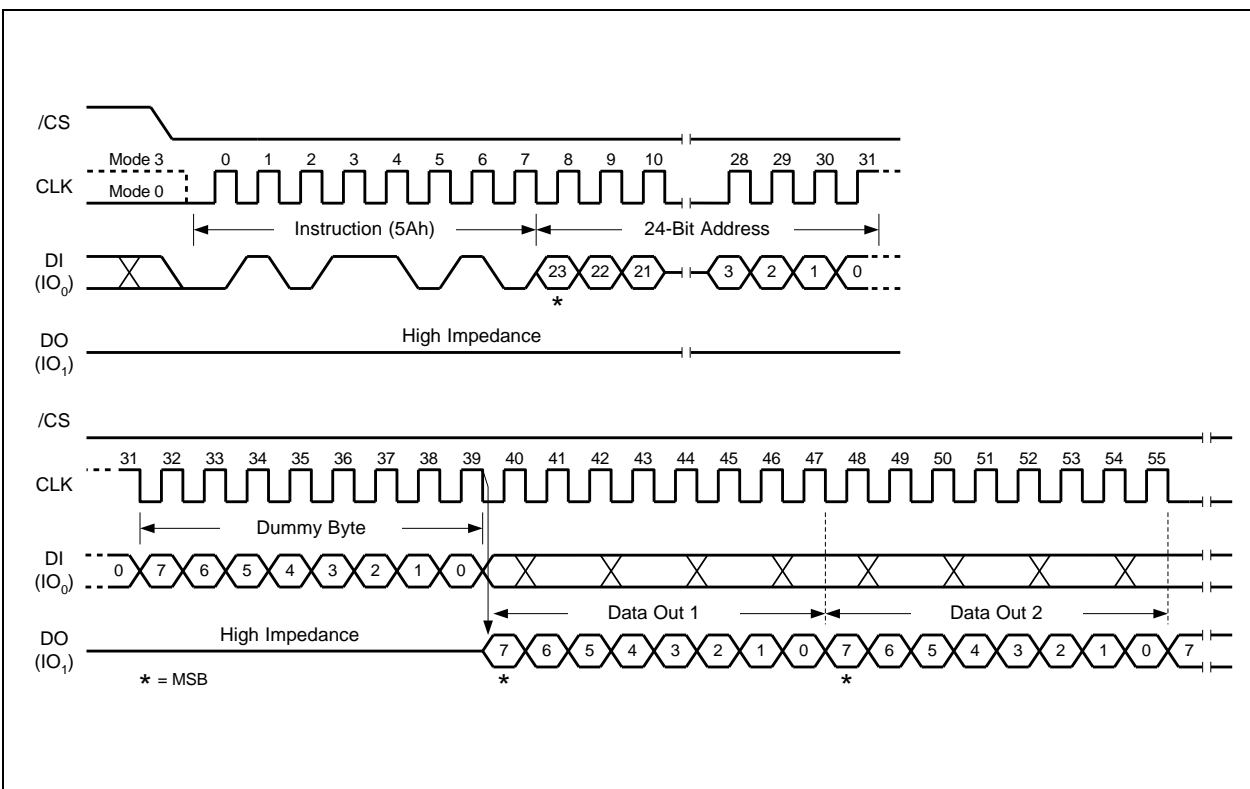 /CS
Mode 3 0 1 2 3 4 5 6 7 8 9 10 28 29 30 31
CLK
Mode 0
Instruction (5Ah) 24-Bit Address
DI
(IO0) 23 22 21 3 2 1 0
*
DO High Impedance
(IO1)
/CS
31 32 33 34 35 36 37 38 39 40 41 42 43 44 45 46 47 48 49 50 51 52 53 54 55
CLK
Dummy Byte
DI
(IO0) 0 7 6 5 4 3 2 1 0
Data Out 1 Data Out 2
DO High Impedance
(IO1) 7 6 5 4 3 2 1 0 7 6 5 4 3 2 1 0 7
* = MSB * *